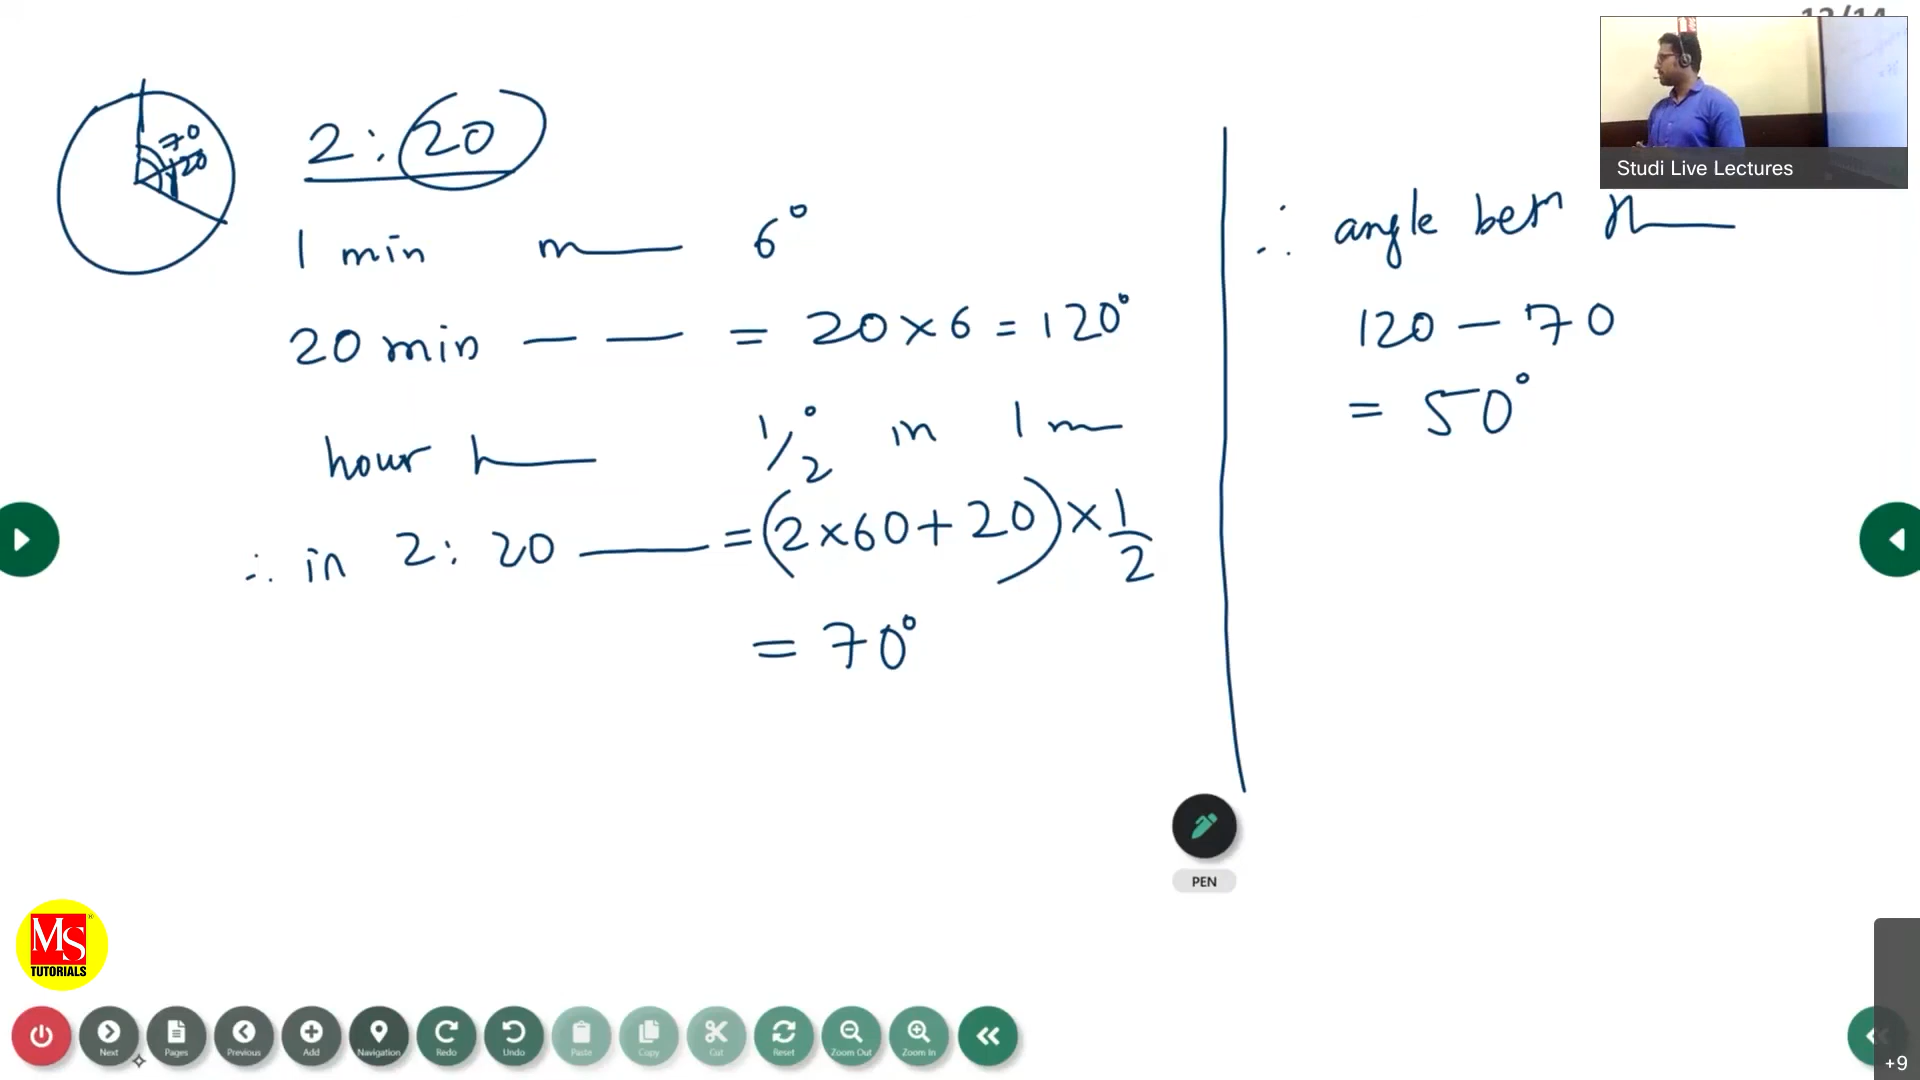 2 : 20
70
120
1 min m 6°
20 min — — = 20 × 6 = 120°
hour h 1/2° in 1 m
∴ in 2 : 20 — = (2×60+20) × 1/2
= 70°
∴ angle betn
120 − 70
= 50°
Studi Live Lectures
PEN
MS
TUTORIALS
Next Pages Previous Add Navigation Redo Undo Paste Copy Cut Reset Zoom Out Zoom In
+9